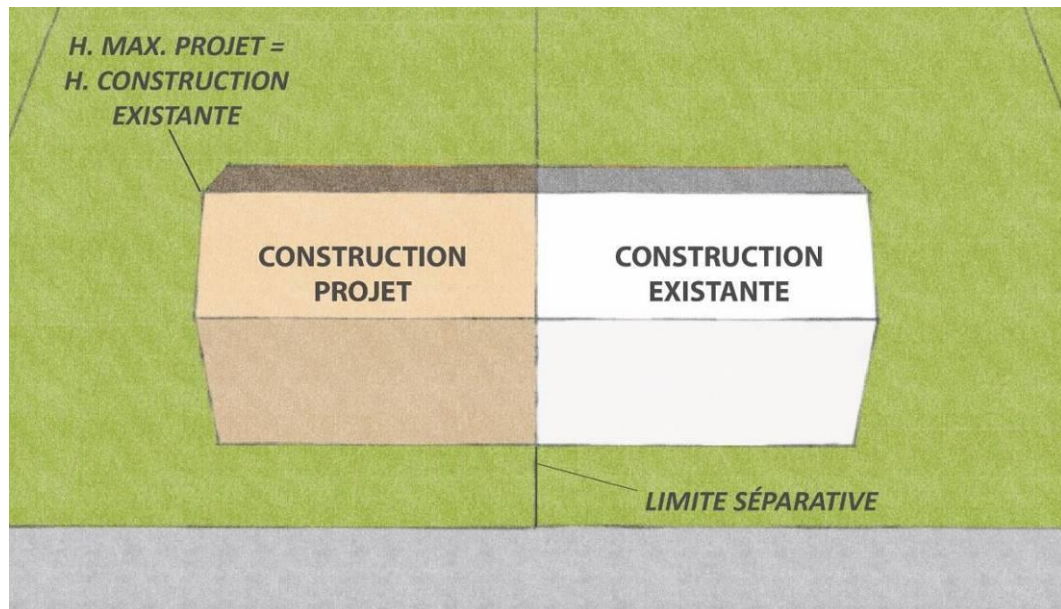 H. MAX. PROJET =
H. CONSTRUCTION
EXISTANTE
CONSTRUCTION
PROJET
CONSTRUCTION
EXISTANTE
LIMITE SÉPARATIVE